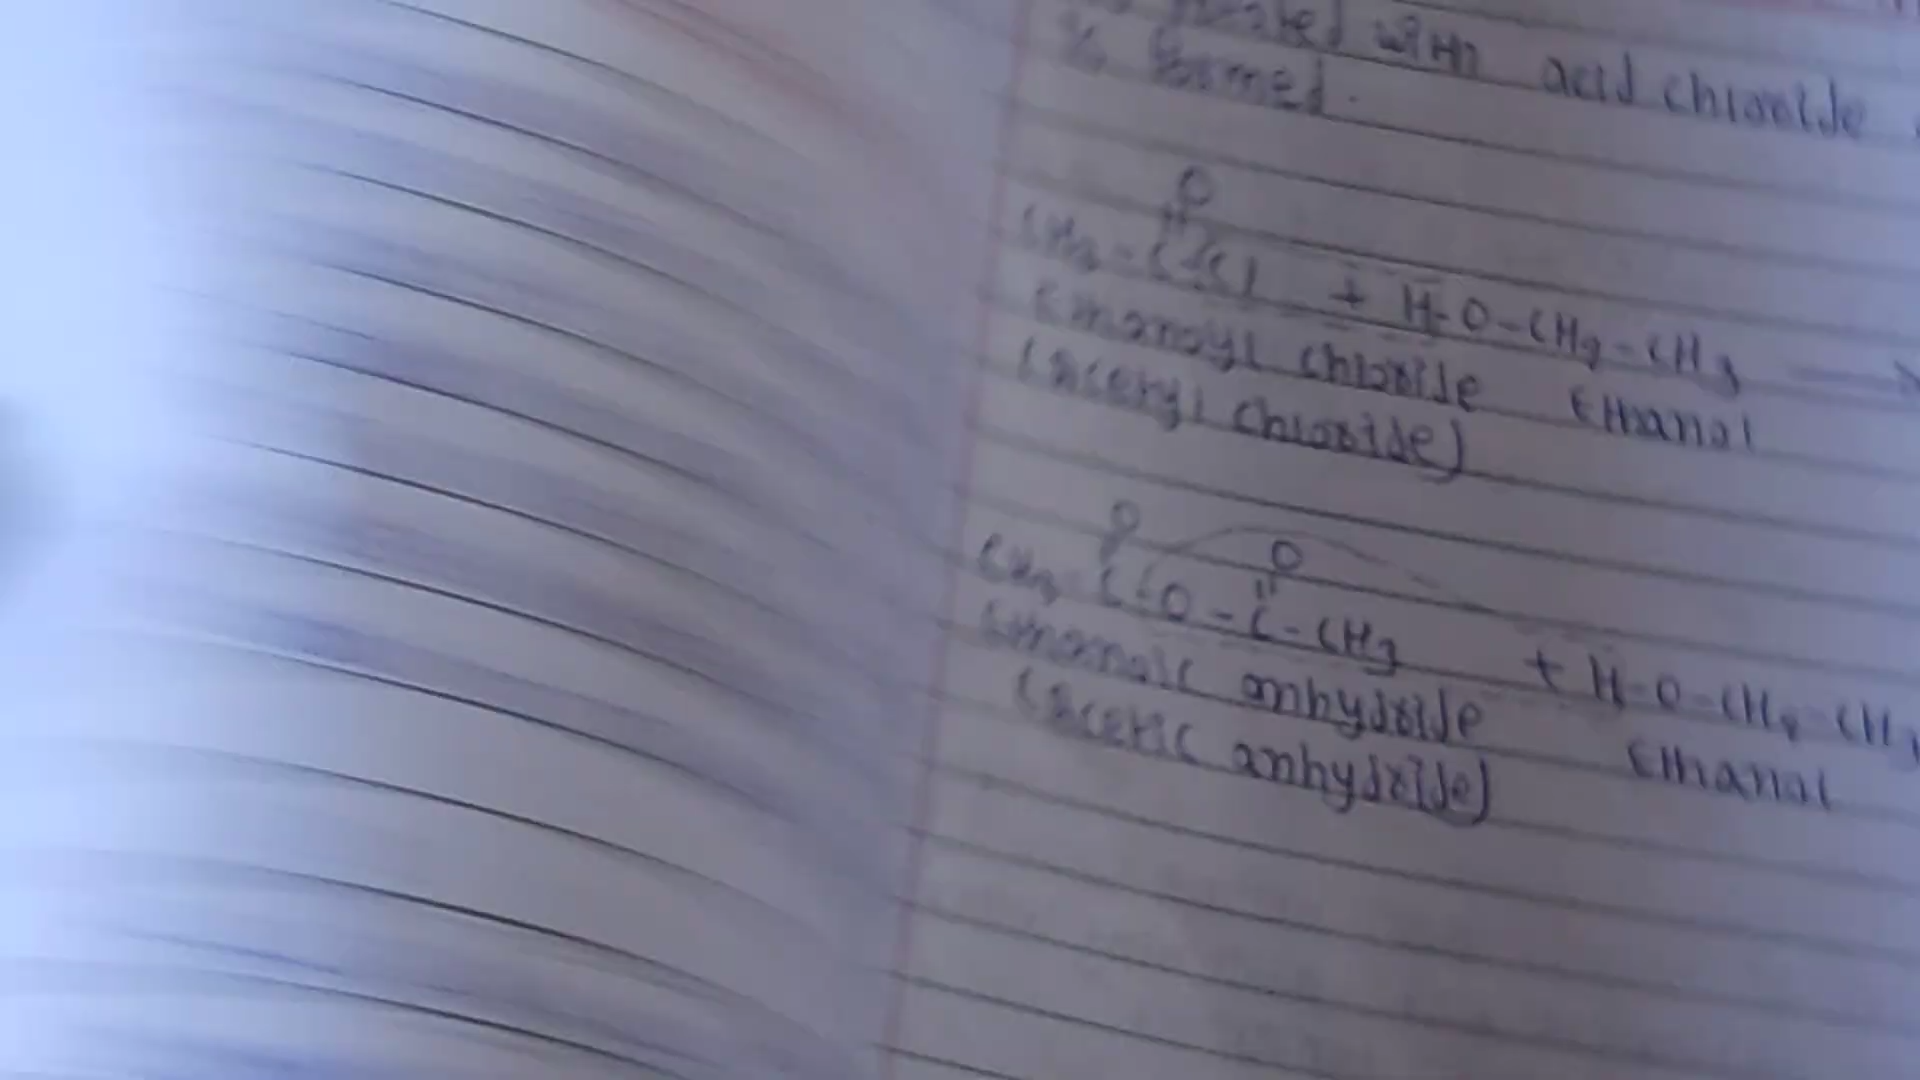 with acid chloride
is formed.
O
||
CH3 - C - Cl + H-O-CH2-CH3 →
Ethanoyl chloride Ethanol
(acetyl chloride)
O O
||
CH3 - C - O - C - CH3 + H-O-CH2-CH3
Ethanoic anhydride Ethanol
(acetic anhydride)